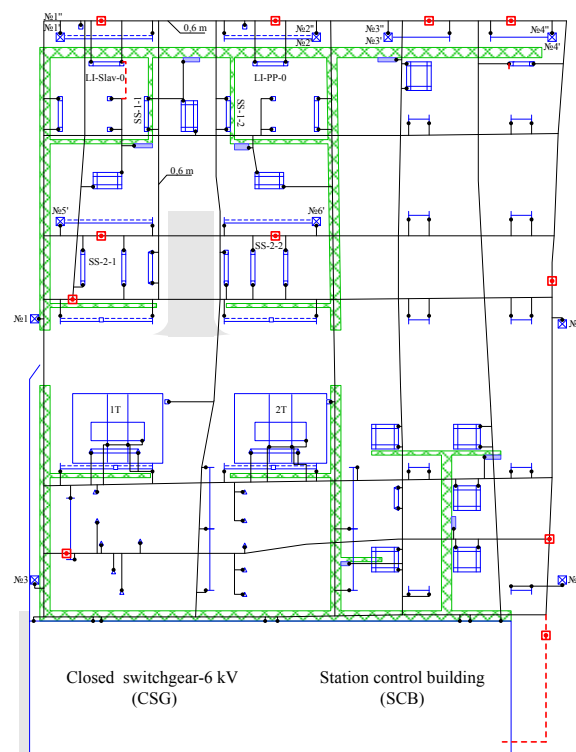 №1"
№1'
0,6 m
№2"
№2'
№3"
№3'
№4"
№4'
LI-Slav-0
LI-PP-0
SS-1-1
SS-1-2
0,6 m
№5'
№6'
SS-2-1
SS-2-2
№1
1T
2T
№3
Closed switchgear-6 kV
(CSG)
Station control building
(SCB)